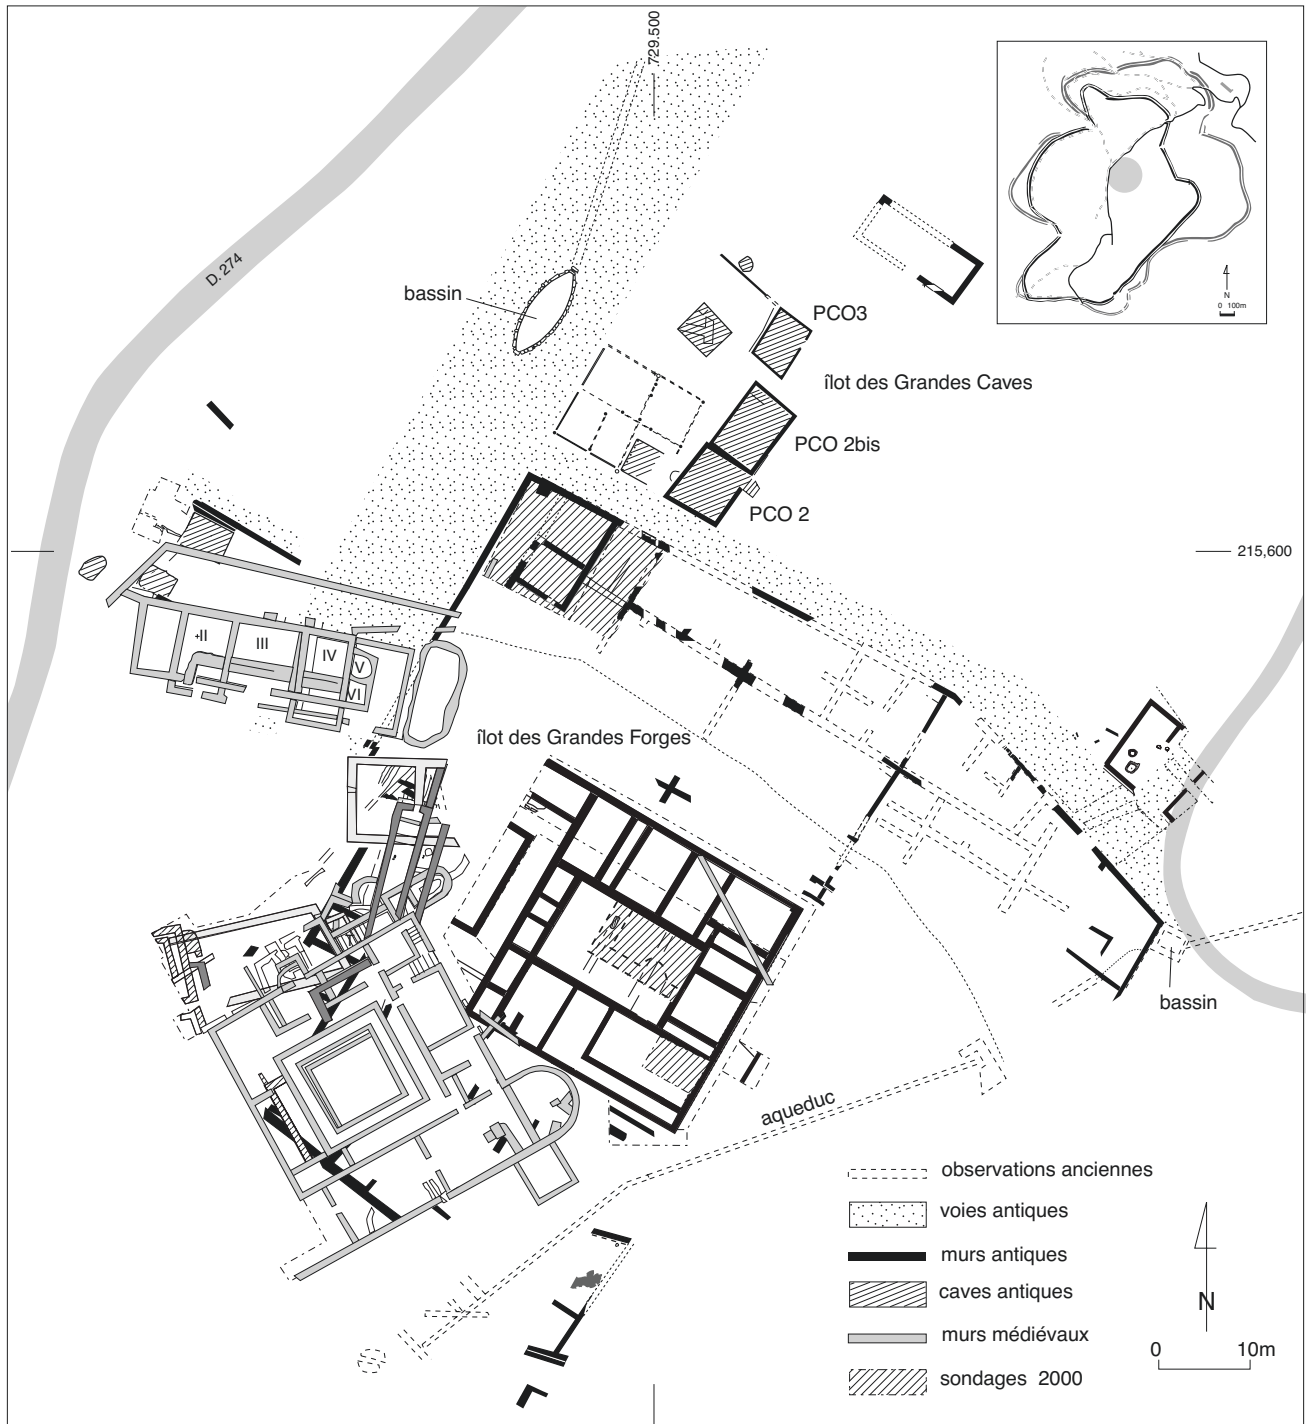 729.500
D. 274
bassin
N
0 100m
PCO3
îlot des Grandes Caves
PCO 2bis
PCO 2
215,600
II
III
IV
V
VI
îlot des Grandes Forges
bassin
aqueduc
observations anciennes
voies antiques
murs antiques
caves antiques
murs médiévaux
sondages 2000
N
0 10m